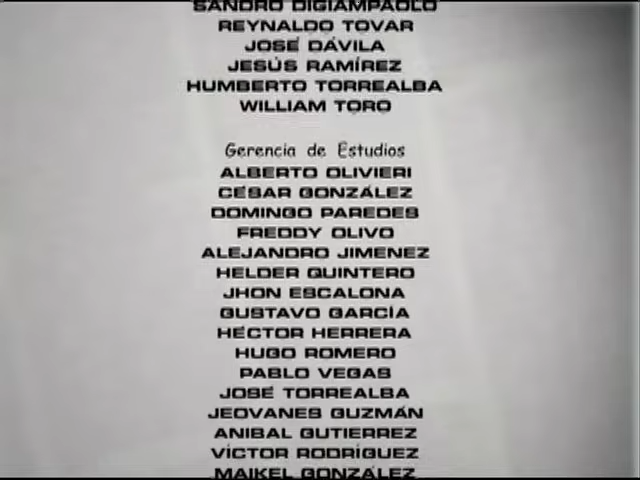 SANDRO DIGIAMPAOLO
REYNALDO TOVAR
JOSÉ DÁVILA
JESÚS RAMÍREZ
HUMBERTO TORREALBA
WILLIAM TORO
Gerencia de Estudios
ALBERTO OLIVIERI
CÉSAR GONZÁLEZ
DOMINGO PAREDES
FREDDY OLIVO
ALEJANDRO JIMENEZ
HELDER QUINTERO
JHON ESCALONA
GUSTAVO GARCÍA
HÉCTOR HERRERA
HUGO ROMERO
PABLO VEGAS
JOSÉ TORREALBA
JEOVANES GUZMÁN
ANIBAL GUTIERREZ
VÍCTOR RODRÍGUEZ
MAIKEL GONZÁLEZ